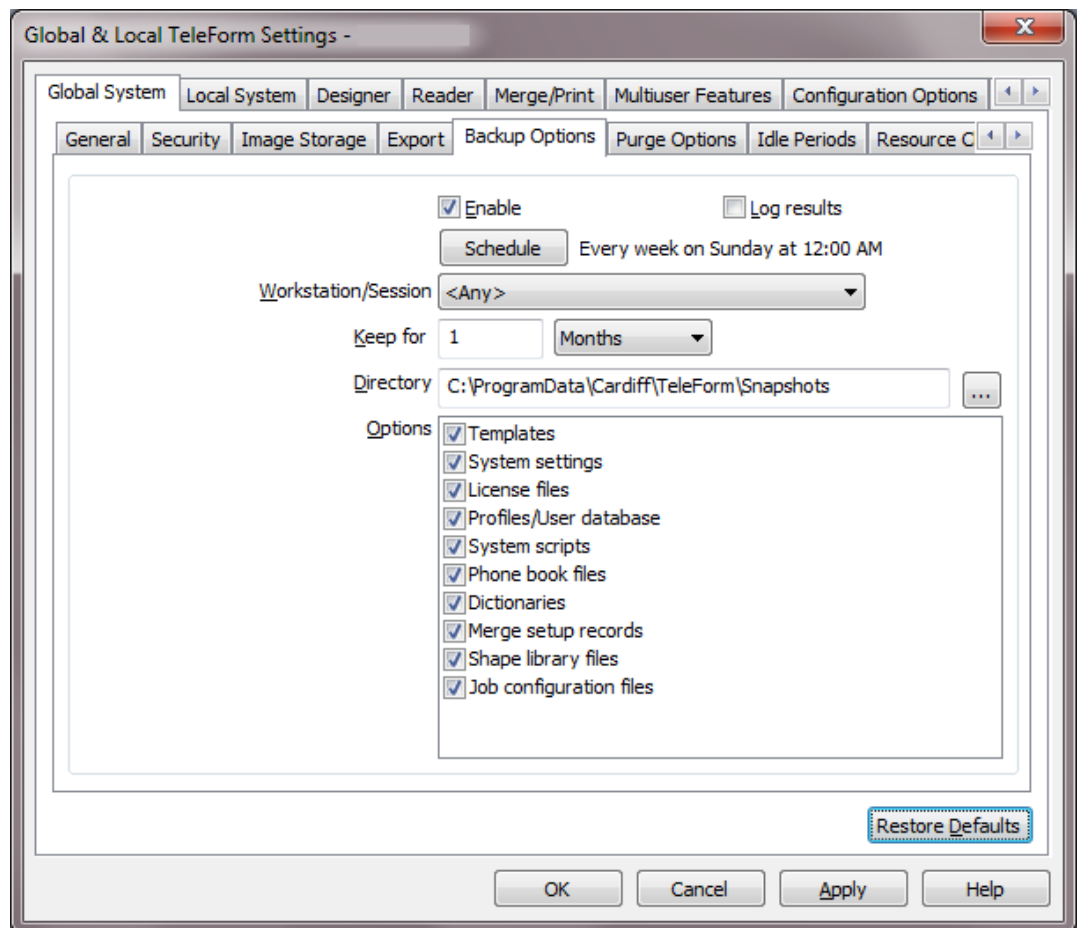 Global & Local TeleForm Settings -
Global System Local System Designer Reader Merge/Print Multiuser Features Configuration Options
General Security Image Storage Export Backup Options Purge Options Idle Periods Resource C
Enable Log results
Schedule Every week on Sunday at 12:00 AM
Workstation/Session <Any>
Keep for 1 Months
Directory C:\ProgramData\Cardiff\TeleForm\Snapshots ...
Options
Templates
System settings
License files
Profiles/User database
System scripts
Phone book files
Dictionaries
Merge setup records
Shape library files
Job configuration files
Restore Defaults
OK Cancel Apply Help